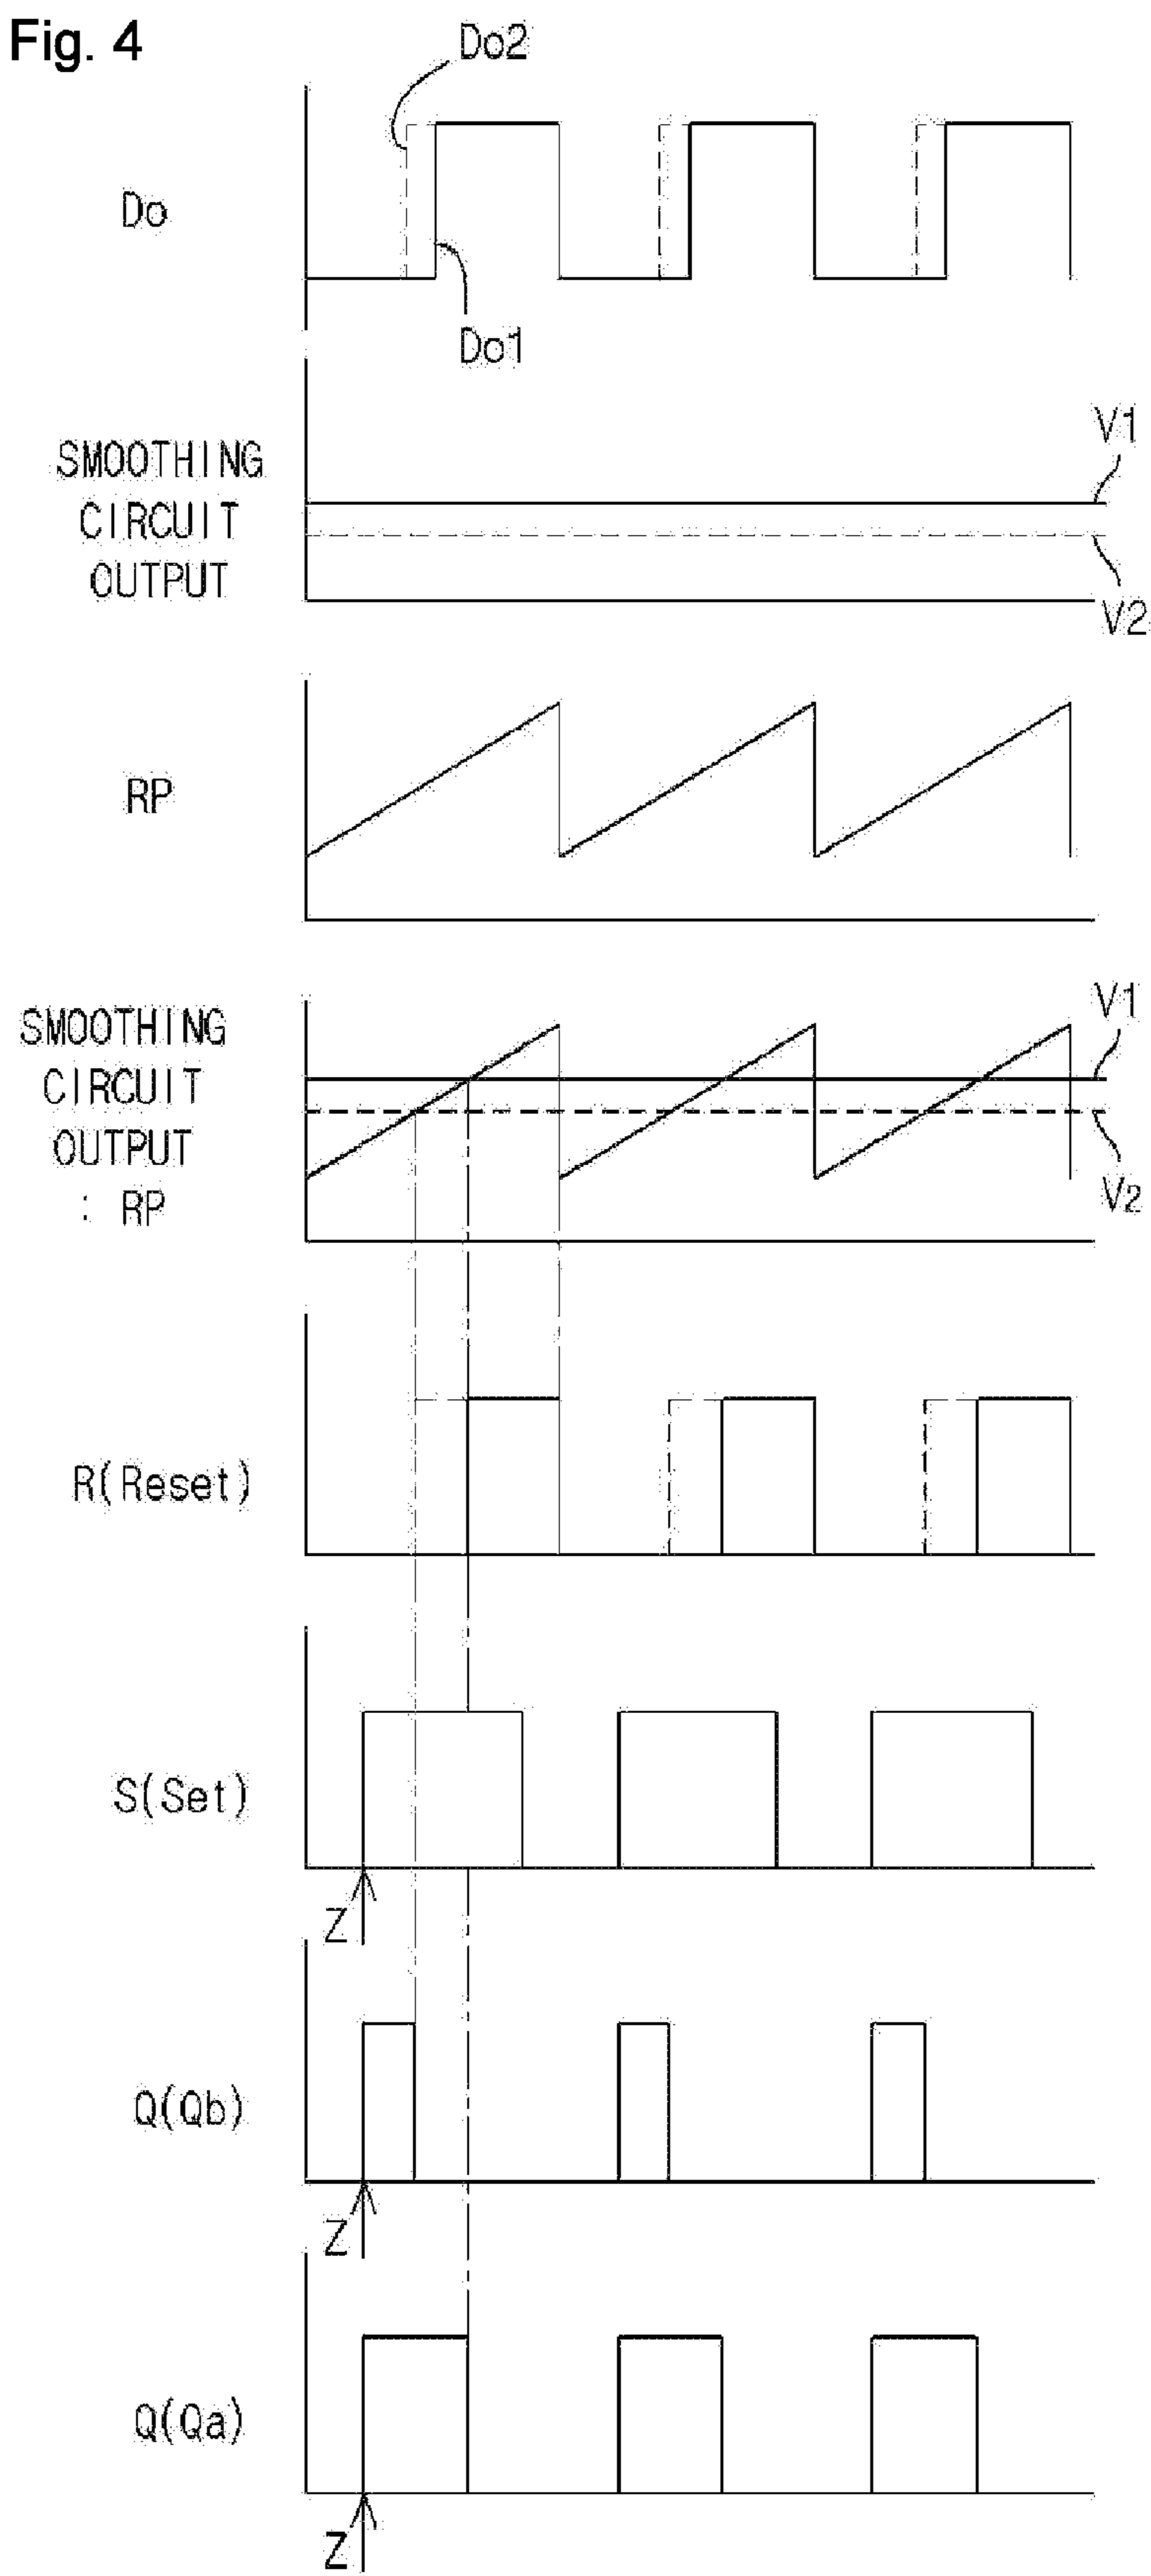 Fig. 4
Do2
Do
Do1
V1
SMOOTHING
CIRCUIT
OUTPUT
V2
RP
V1
SMOOTHING
CIRCUIT
OUTPUT
: RP
V2
R(Reset)
S(Set)
Z
Q(Qb)
Z
Q(Qa)
Z